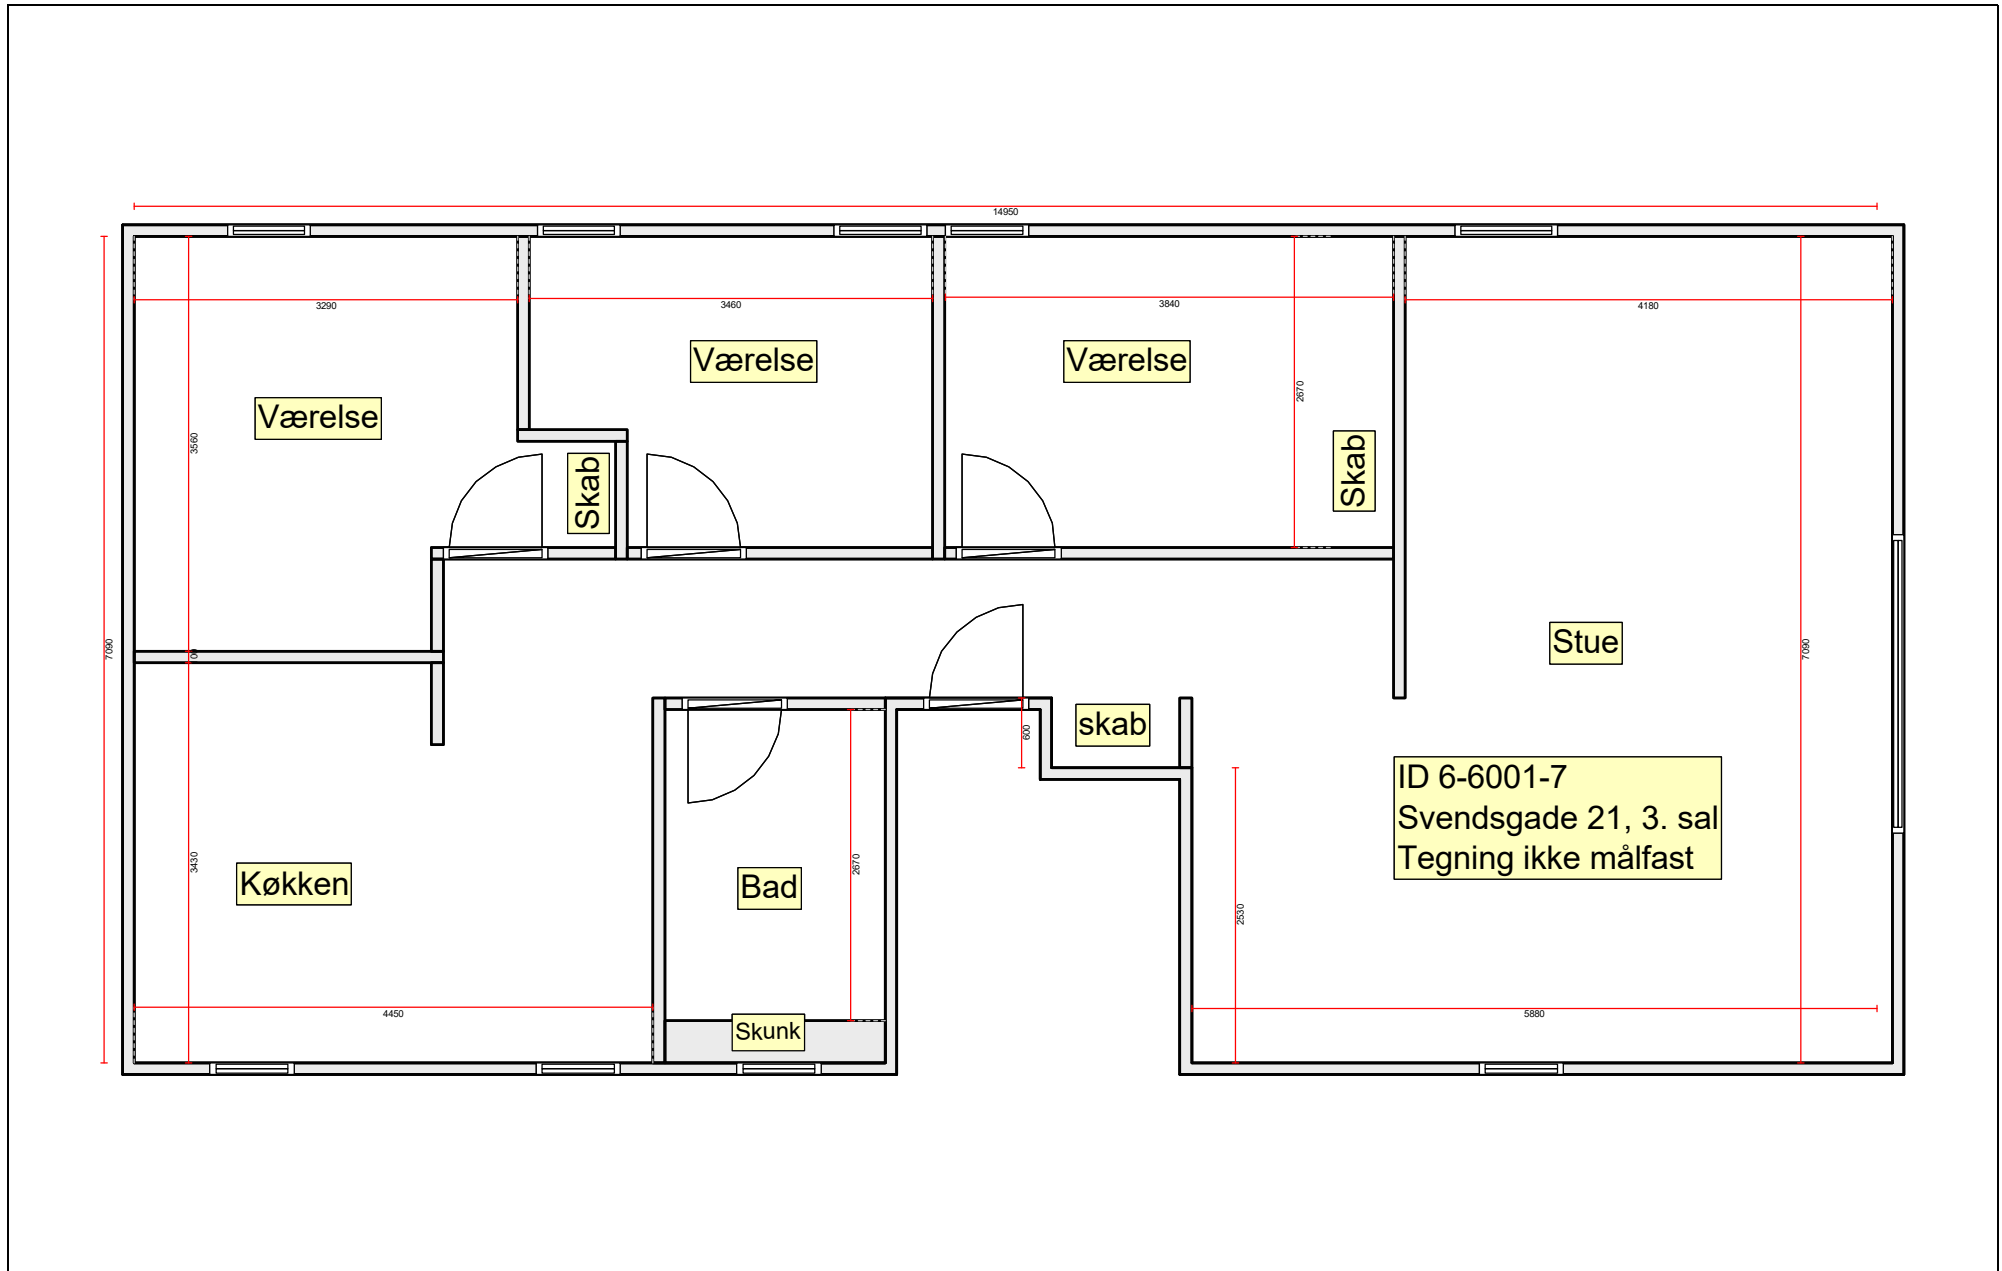 14950
3290
3460
3840
4180
Værelse
Værelse
Værelse
2670
3560
Skab
Skab
7090
00
7090
Stue
skab
600
ID 6-6001-7
Svendsgade 21, 3. sal
Tegning ikke målfast
3430
Køkken
Bad
2670
2530
4450
Skunk
5880